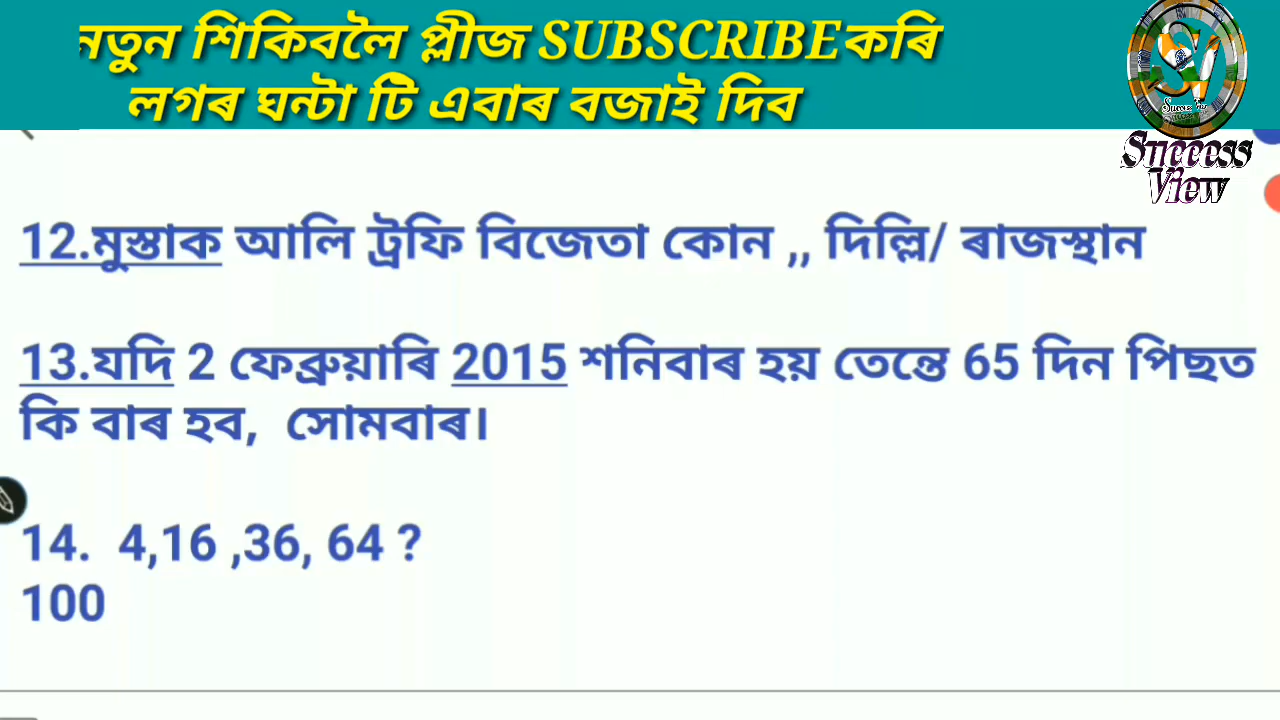 নতুন শিকিবলৈ প্লীজ SUBSCRIBE কৰি
লগৰ ঘন্টা টি এবাৰ বজাই দিব
Success
View
12.মুস্তাক আলি ট্ৰফি বিজেতা কোন ,, দিল্লি/ ৰাজস্থান
13.যদি 2 ফেব্ৰুয়াৰি 2015 শনিবাৰ হয় তেন্তে 65 দিন পিছত
কি বাৰ হব, সোমবাৰ।
14. 4,16 ,36, 64 ?
100